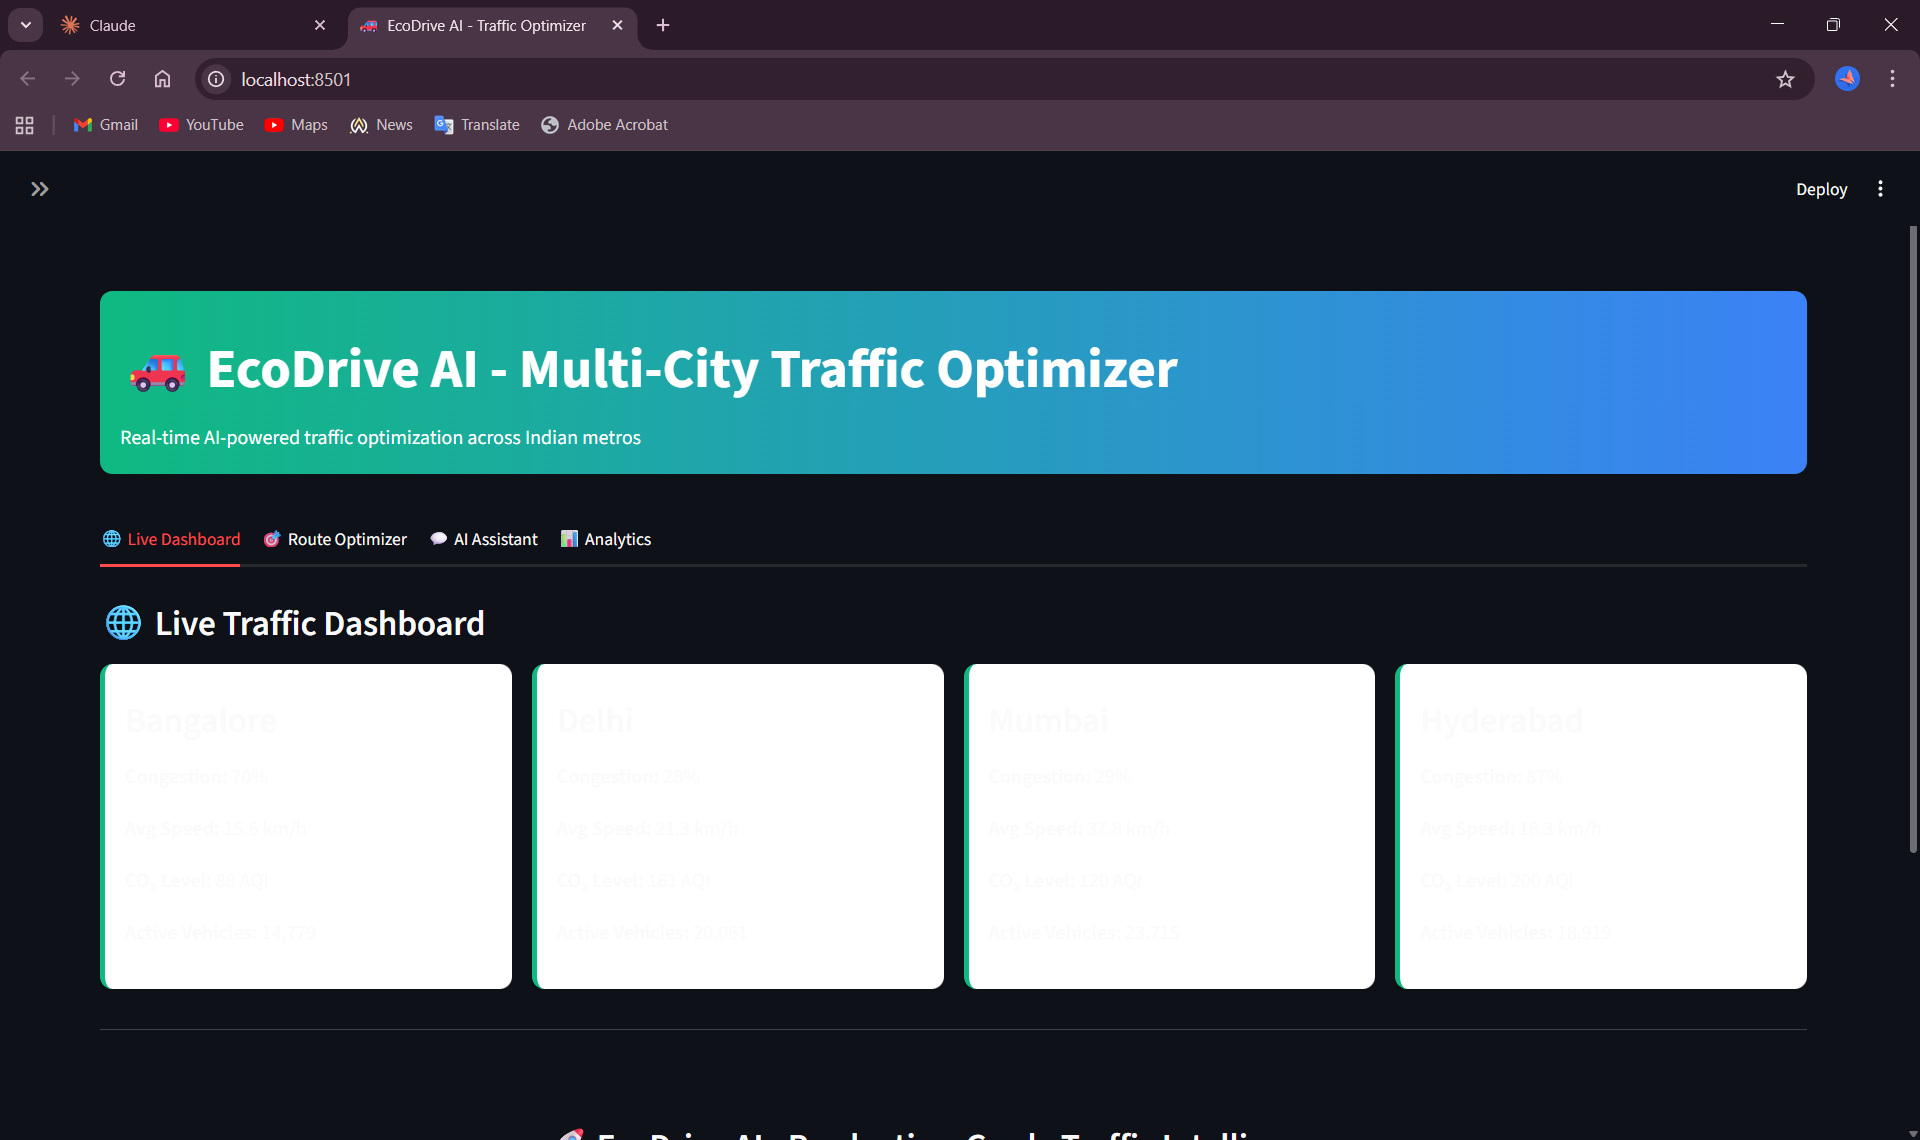 Claude
EcoDrive AI - Traffic Optimizer
localhost:8501
Gmail
YouTube
Maps
News
Translate
Adobe Acrobat
Deploy
EcoDrive AI - Multi-City Traffic Optimizer
Real-time AI-powered traffic optimization across Indian metros
Live Dashboard
Route Optimizer
AI Assistant
Analytics
Live Traffic Dashboard
Bangalore
Congestion: 70%
Avg Speed: 15.6 km/h
CO₂ Level: 88 AQI
Active Vehicles: 14,779
Delhi
Congestion: 28%
Avg Speed: 21.3 km/h
CO₂ Level: 161 AQI
Active Vehicles: 20,061
Mumbai
Congestion: 29%
Avg Speed: 37.8 km/h
CO₂ Level: 120 AQI
Active Vehicles: 23,715
Hyderabad
Congestion: 87%
Avg Speed: 18.3 km/h
CO₂ Level: 200 AQI
Active Vehicles: 18,919